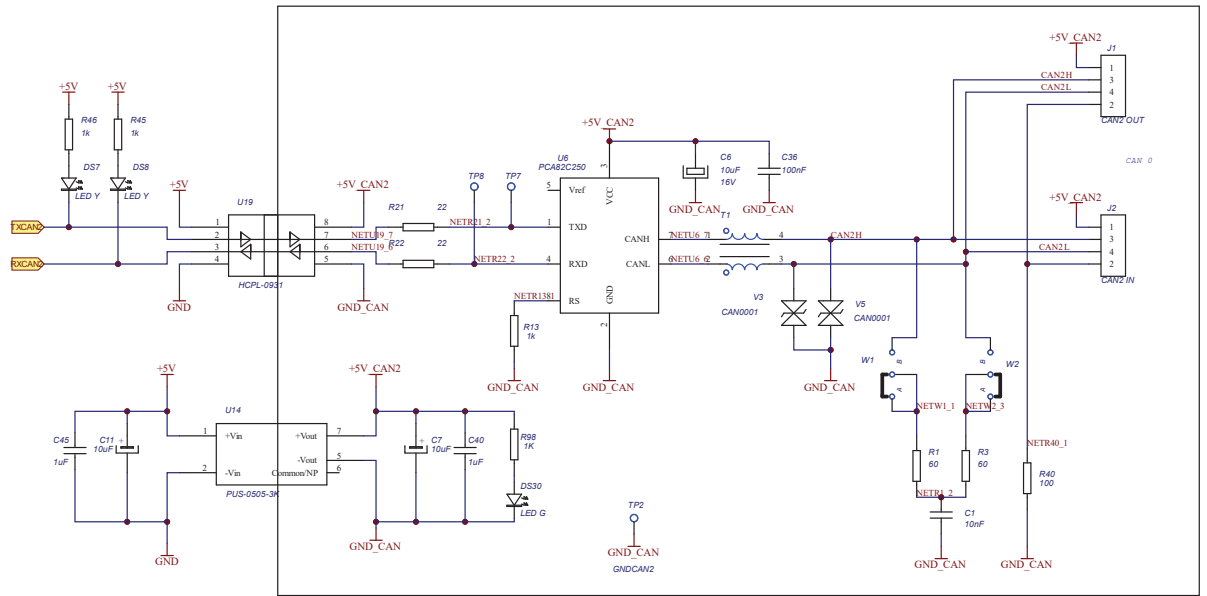 +5V_CAN2
J1
1
3
4
2
CAN2H
CAN2L
CAN2 OUT
CAN 0
+5V
+5V
R46
1k
R45
1k
DS7
LED Y
DS8
LED Y
TXCAN2
RXCAN2
+5V
U19
1
2
3
4
8
7
6
5
HCPL-0931
GND
+5V_CAN2
NETU19_7
NETU19_6
GND_CAN
R21
22
R22
22
NETR21_2
NETR22_2
TP8
TP7
+5V_CAN2
U6
PCA82C250
3
VCC
5
Vref
1
TXD
4
RXD
RS
CANH
7
CANL
6
GND
2
GND_CAN
NETR1381
R13
1k
GND_CAN
C6
10uF
16V
C36
100nF
GND_CAN
GND_CAN
NETU6_7
1
T1
4
NETU6_6
2
3
CAN2H
V3
CAN0001
V5
CAN0001
GND_CAN
+5V_CAN2
J2
1
3
4
2
CAN2L
CAN2 IN
W1
B
A
B
A
W2
NETW1_1
NETW2_3
R1
60
R3
60
NETR1_2
C1
10nF
GND_CAN
NETR40_1
R40
100
GND_CAN
+5V
C45
1uF
C11
+
10uF
U14
1
+Vin
2
-Vin
+Vout
7
-Vout
5
Common/NP
6
PUS-0505-3K
GND
+5V_CAN2
C7
+
10uF
C40
1uF
R98
1K
DS30
LED G
GND_CAN
TP2
GND_CAN
GNDCAN2